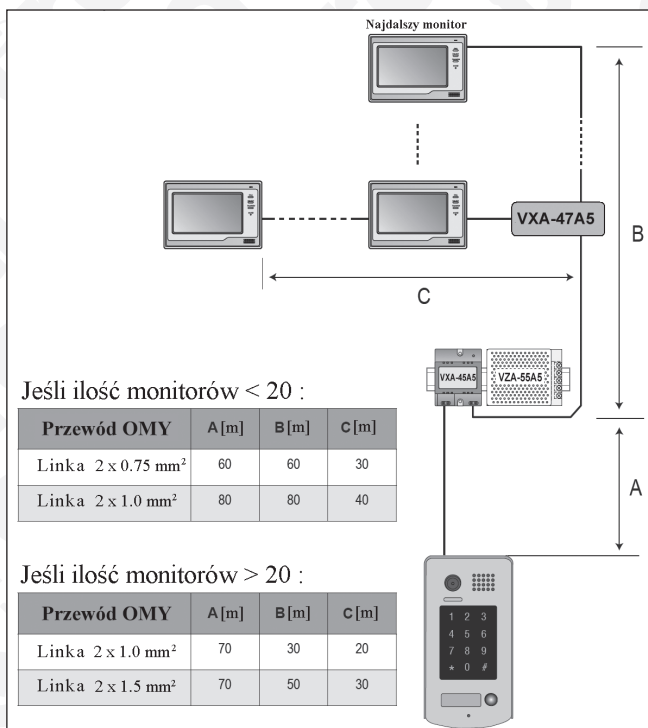 Najdalszy monitor
VXA-47A5
B
C
VXA-45A5 VZA-55A5
A
Jeśli ilość monitorów < 20 :
Przewód OMY A[m] B[m] C[m]
Linka 2 x 0.75 mm² 60 60 30
Linka 2 x 1.0 mm² 80 80 40
Jeśli ilość monitorów > 20 :
Przewód OMY A[m] B[m] C[m]
Linka 2 x 1.0 mm² 70 30 20
Linka 2 x 1.5 mm² 70 50 30
1 2 3
4 5 6
7 8 9
* 0 #